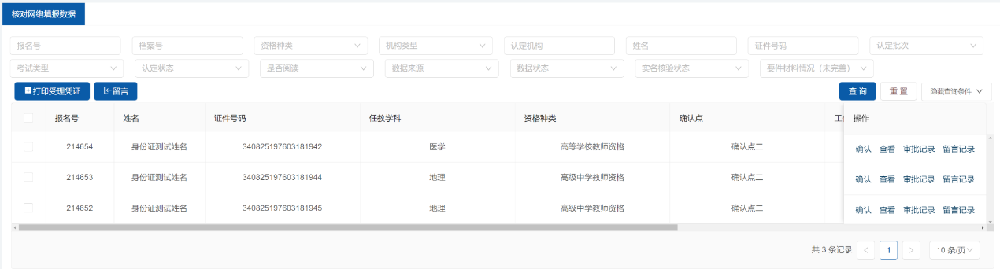 核对网络填报数据
报名号 档案号 资格种类 机构类型 认定机构 姓名 证件号码 认定批次
考试类型 认定状态 是否阅读 数据来源 数据状态 实名核验状态 要件材料情况（未完善）
打印受理凭证 留言 查询 重置 隐藏查询条件
报名号 姓名 证件号码 任教学科 资格种类 确认点 操作
214654 身份证测试姓名 340825197603181942 医学 高等学校教师资格 确认点二 确认 查看 审批记录 留言记录
214653 身份证测试姓名 340825197603181944 地理 高级中学教师资格 确认点二 确认 查看 审批记录 留言记录
214652 身份证测试姓名 340825197603181945 地理 高级中学教师资格 确认点二 确认 查看 审批记录 留言记录
共 3 条记录 < 1 > 10 条/页